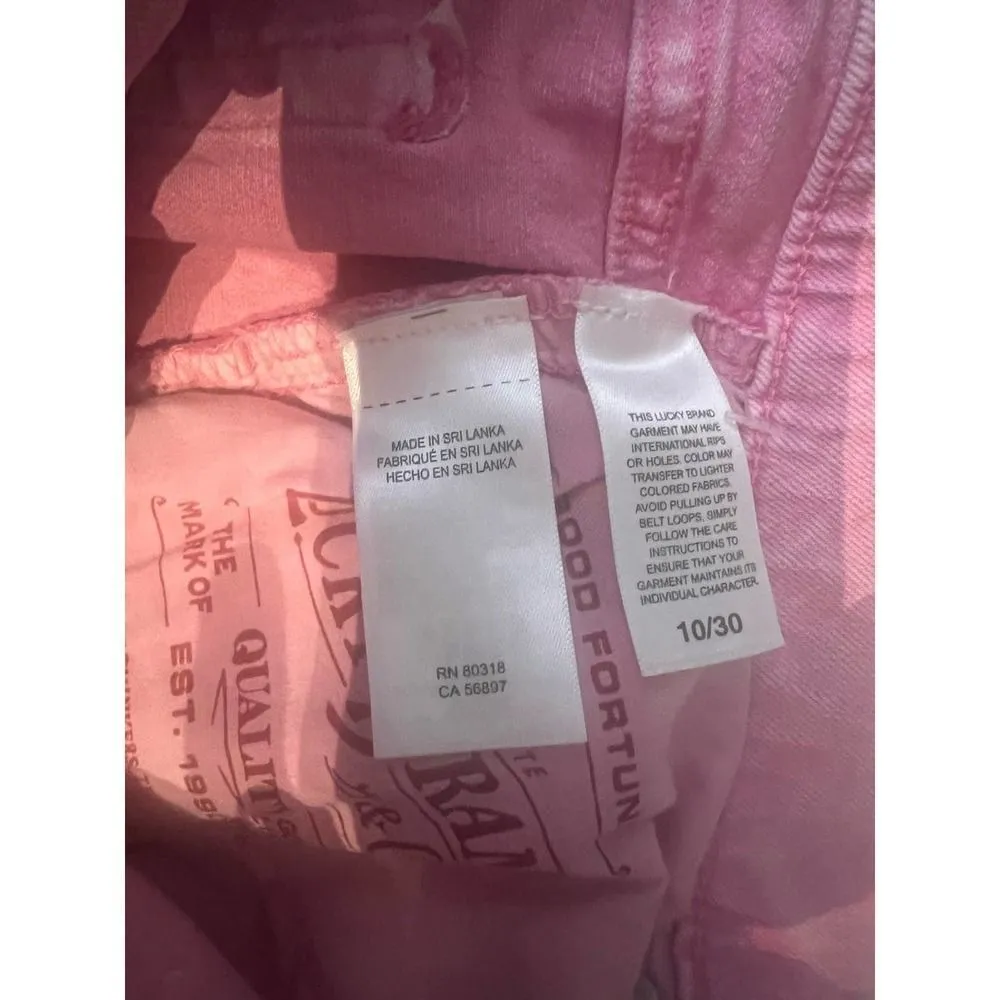 MADE IN SRI LANKA
FABRIQUÉ EN SRI LANKA
HECHO EN SRI LANKA
RN 80318
CA 56897
THIS LUCKY BRAND
GARMENT MAY HAVE
INTERNATIONAL RIPS
OR HOLES. COLOR MAY
TRANSFER TO LIGHTER
COLORED FABRICS.
AVOID PULLING UP BY
BELT LOOPS. SIMPLY
FOLLOW THE CARE
INSTRUCTIONS TO
ENSURE THAT YOUR
GARMENT MAINTAINS ITS
INDIVIDUAL CHARACTER.
10/30
THE
MARK OF
QUALIT
EST. 199
OOD FORTUN